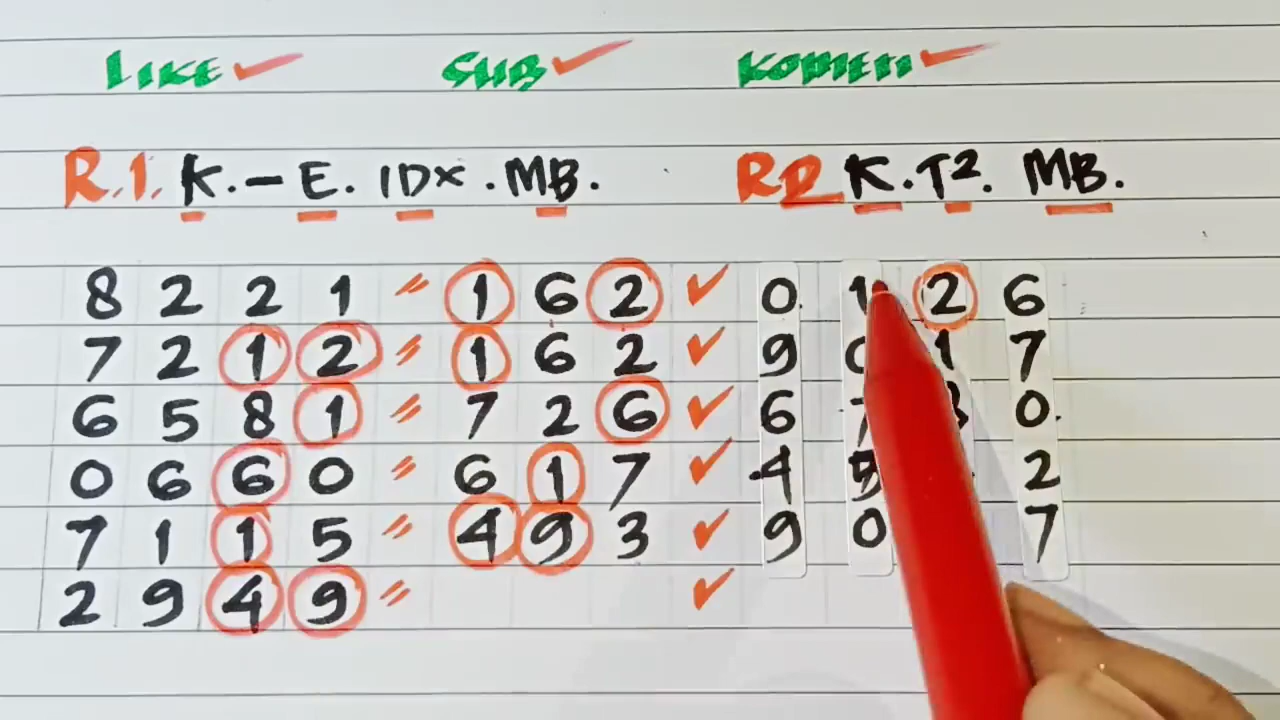 LIKE SUB KOMEN
R.1. K.-E. IDX. MB. R2 K.T2. MB.
8 2 2 1 1 6 2 0 1 2 6
7 2 1 2 1 6 2 9 1 7
6 5 8 1 7 2 6 6 0
0 6 6 0 6 1 7 4 2
7 1 1 5 4 9 3 9 0 7
2 9 4 9